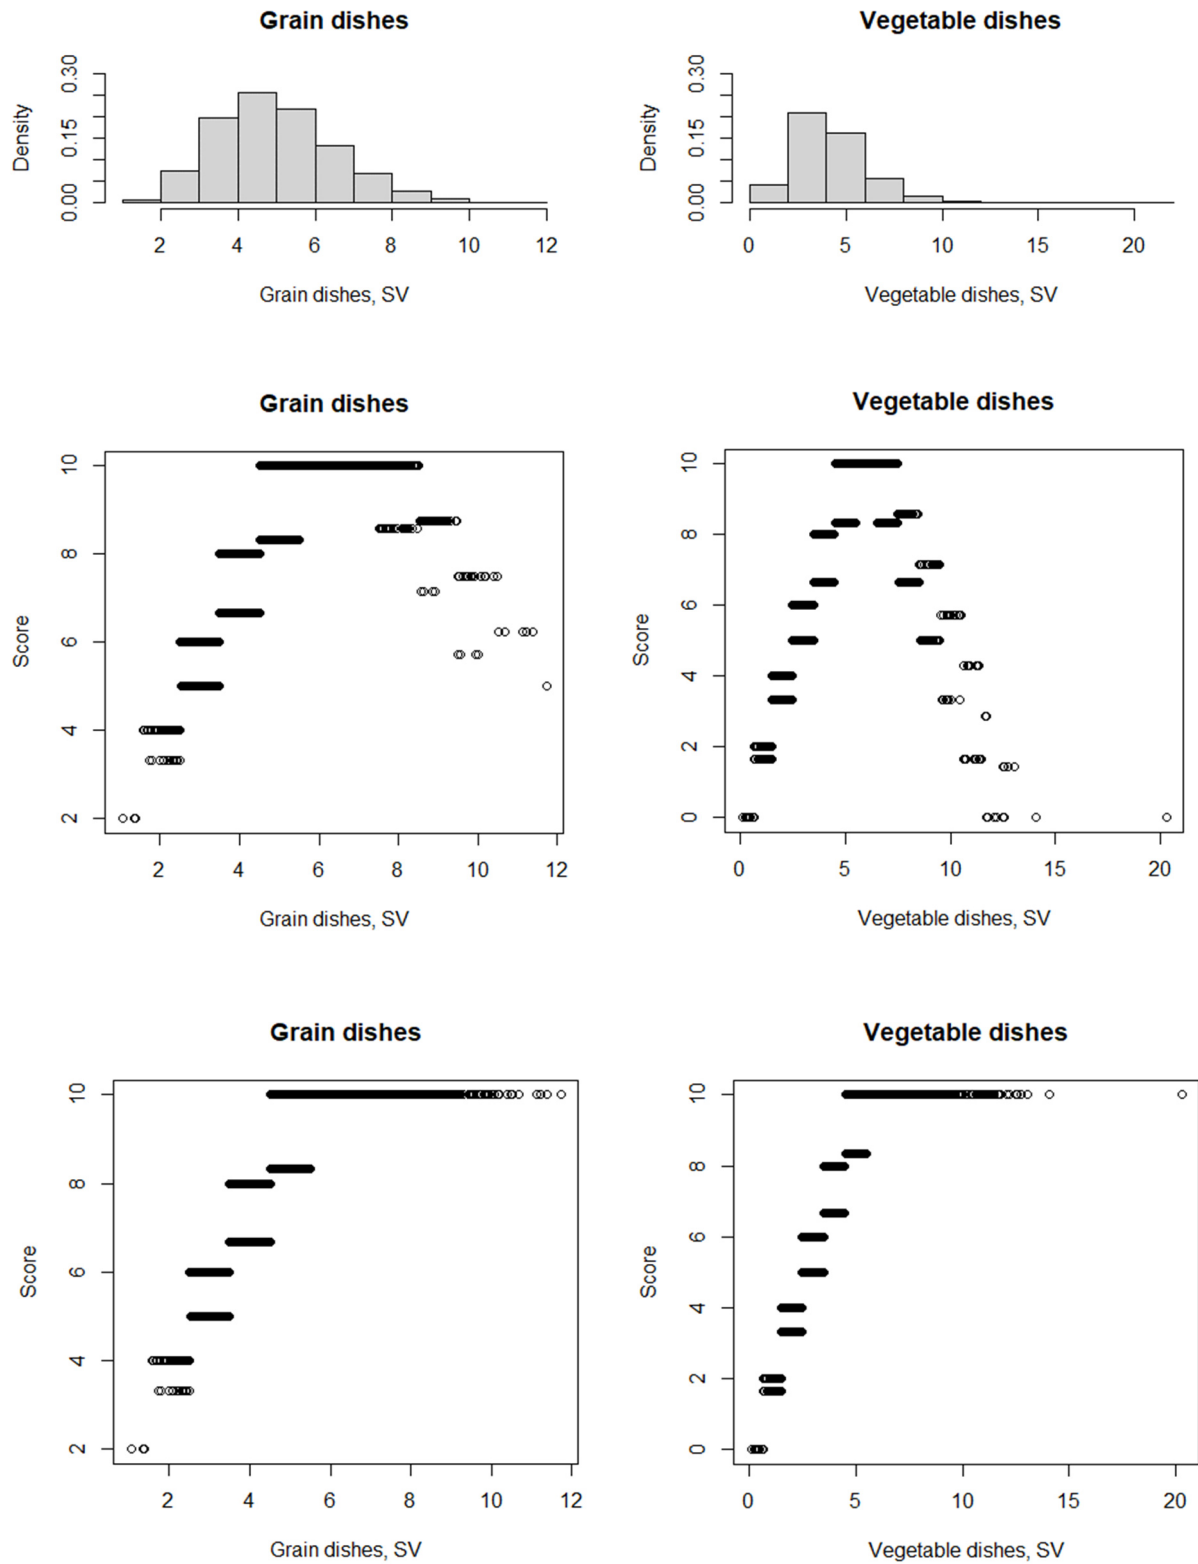 Grain dishes
Density
0.00 0.15 0.30
2 4 6 8 10 12
Grain dishes, SV
Vegetable dishes
Density
0.00 0.15 0.30
0 5 10 15 20
Vegetable dishes, SV
Grain dishes
Score
2 4 6 8 10
2 4 6 8 10 12
Grain dishes, SV
Vegetable dishes
Score
0 2 4 6 8 10
0 5 10 15 20
Vegetable dishes, SV
Grain dishes
Score
2 4 6 8 10
2 4 6 8 10 12
Grain dishes, SV
Vegetable dishes
Score
0 2 4 6 8 10
0 5 10 15 20
Vegetable dishes, SV